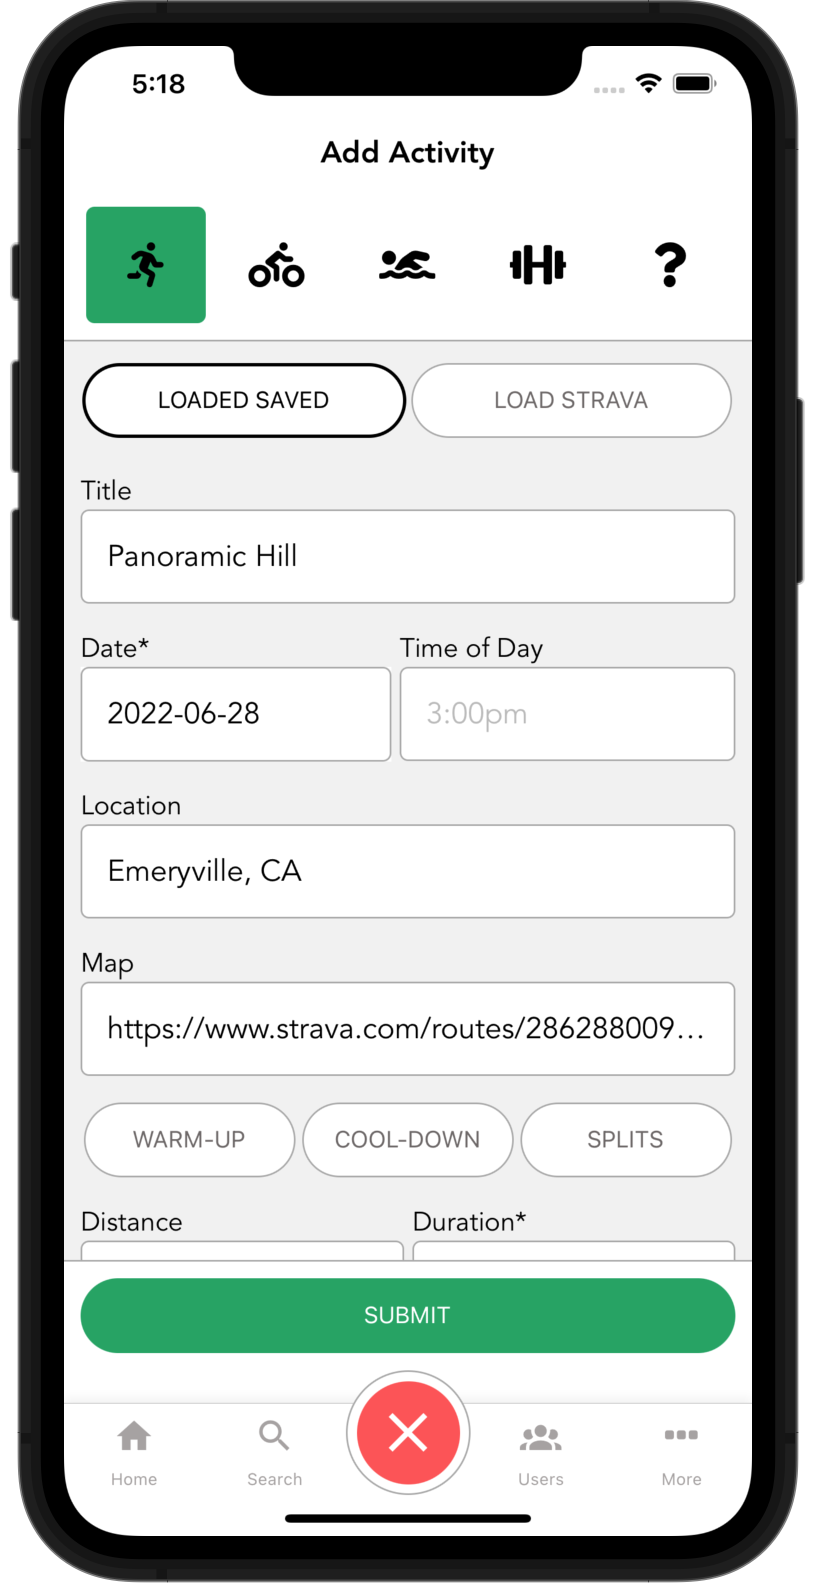 5:18
Add Activity
?
LOADED SAVED LOAD STRAVA
Title
Panoramic Hill
Date* Time of Day
2022-06-28 3:00pm
Location
Emeryville, CA
Map
https://www.strava.com/routes/286288009...
WARM-UP COOL-DOWN SPLITS
Distance Duration*
SUBMIT
Home Search Users More